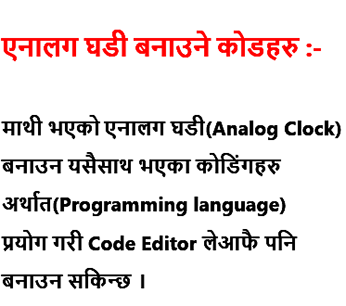 एनालग घडी बनाउने कोडहरु :-
माथी भएको एनालग घडी(Analog Clock)
बनाउन यसैसाथ भएका कोडिंगहरु
अर्थात(Programming language)
प्रयोग गरी Code Editor लेआफै पनि
बनाउन सकिन्छ ।